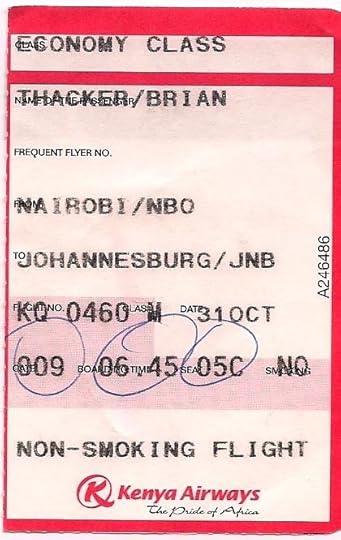 CLASS
ECONOMY CLASS
NAME OF THE PASSENGER
THACKER/BRIAN
FREQUENT FLYER NO.
FROM
NAIROBI/NBO
TO
JOHANNESBURG/JNB
FLIGHT NO. CLASS DATE
KQ 0460 M 31OCT
GATE BOARDING TIME SEAT SMOKING
009 06 45 05C NO
NON-SMOKING FLIGHT
Kenya Airways
The Pride of Africa
A246486